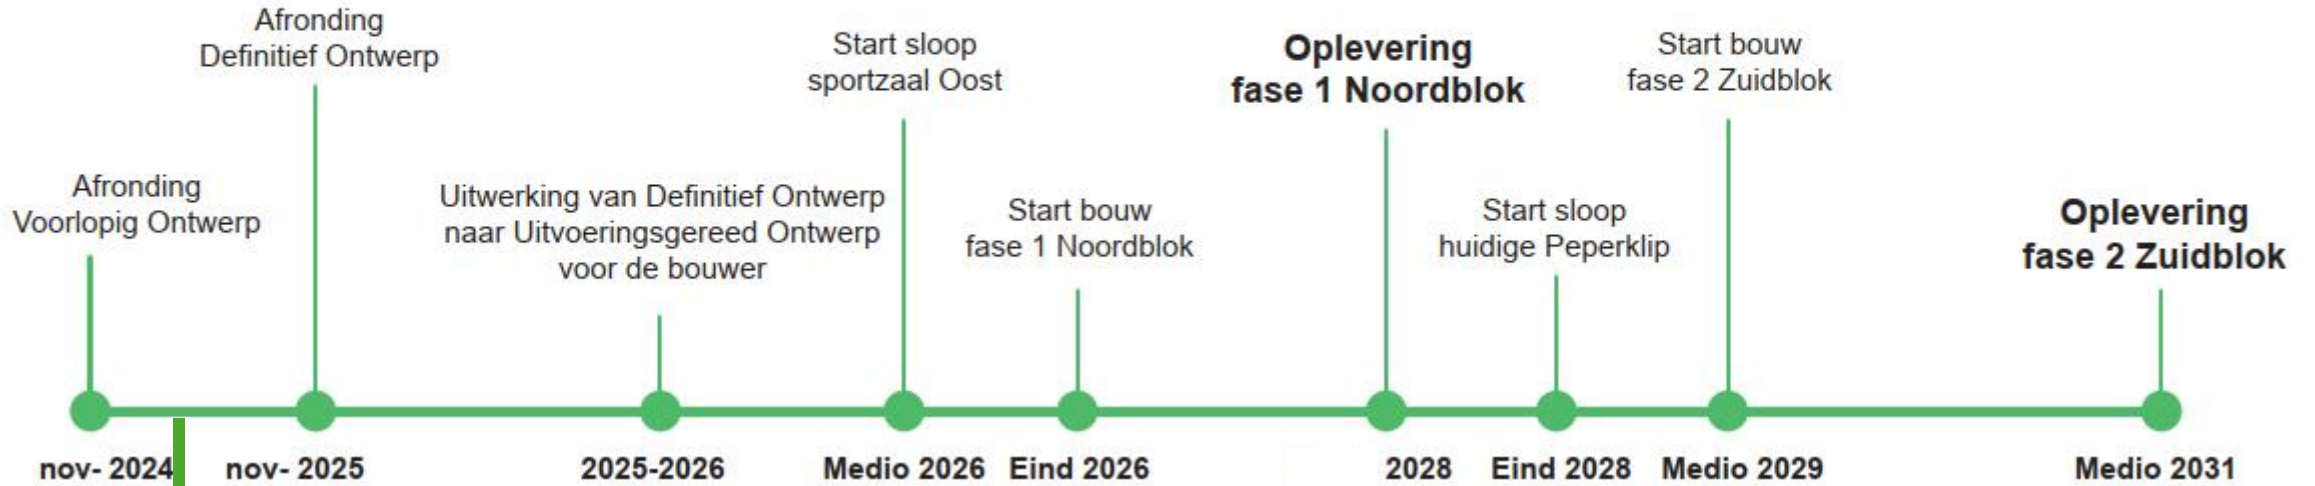 Afronding
Voorlopig Ontwerp
Afronding
Definitief Ontwerp
Uitwerking van Definitief Ontwerp
naar Uitvoeringsgereed Ontwerp
voor de bouwer
Start sloop
sportzaal Oost
Start bouw
fase 1 Noordblok
Oplevering
fase 1 Noordblok
Start sloop
huidige Peperklip
Start bouw
fase 2 Zuidblok
Oplevering
fase 2 Zuidblok
nov- 2024
nov- 2025
2025-2026
Medio 2026
Eind 2026
2028
Eind 2028
Medio 2029
Medio 2031